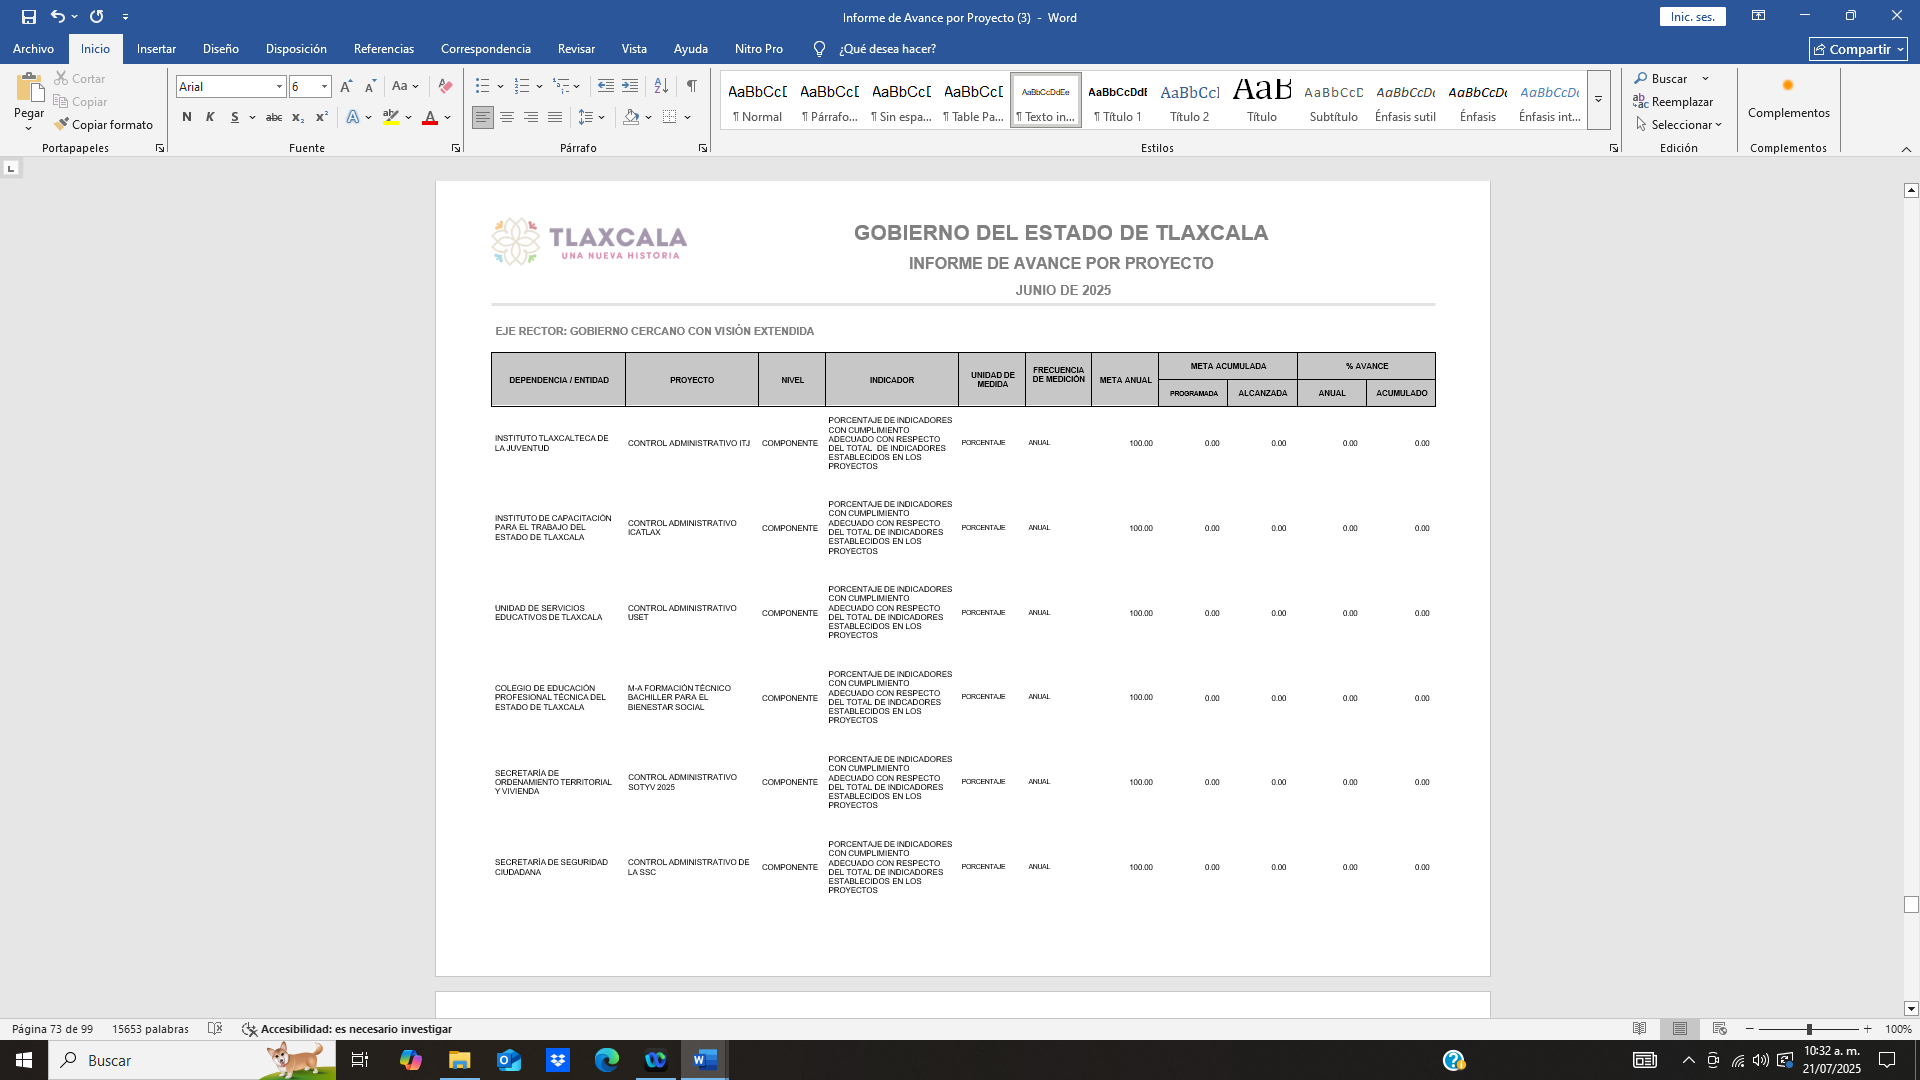 Informe de Avance por Proyecto (3) - Word
Inic. ses.
Archivo Inicio Insertar Diseño Disposición Referencias Correspondencia Revisar Vista Ayuda Nitro Pro ¿Qué desea hacer? Compartir
Pegar
Cortar
Copiar
Copiar formato
Portapapeles
Arial 6
Fuente
Párrafo
AaBbCcI ¶ Normal
AaBbCcI ¶ Párrafo...
AaBbCcI ¶ Sin espa...
AaBbCcI ¶ Table Pa...
AaBbCcDdEe ¶ Texto in...
AaBbCcDdE ¶ Título 1
AaBbCcI Título 2
AaB Título
AaBbCcD Subtítulo
AaBbCcDc Énfasis sutil
AaBbCcDc Énfasis
AaBbCcDc Énfasis int...
Estilos
Buscar
Reemplazar
Seleccionar
Edición
Complementos
Complementos
TLAXCALA
UNA NUEVA HISTORIA
GOBIERNO DEL ESTADO DE TLAXCALA
INFORME DE AVANCE POR PROYECTO
JUNIO DE 2025
EJE RECTOR: GOBIERNO CERCANO CON VISIÓN EXTENDIDA
DEPENDENCIA / ENTIDAD PROYECTO NIVEL INDICADOR UNIDAD DE MEDIDA FRECUENCIA DE MEDICIÓN META ANUAL META ACUMULADA % AVANCE
PROGRAMADA ALCANZADA ANUAL ACUMULADO
INSTITUTO TLAXCALTECA DE LA JUVENTUD CONTROL ADMINISTRATIVO ITJ COMPONENTE PORCENTAJE DE INDICADORES CON CUMPLIMIENTO ADECUADO CON RESPECTO DEL TOTAL DE INDICADORES ESTABLECIDOS EN LOS PROYECTOS PORCENTAJE ANUAL 100.00 0.00 0.00 0.00 0.00
INSTITUTO DE CAPACITACIÓN PARA EL TRABAJO DEL ESTADO DE TLAXCALA CONTROL ADMINISTRATIVO ICATLAX COMPONENTE PORCENTAJE DE INDICADORES CON CUMPLIMIENTO ADECUADO CON RESPECTO DEL TOTAL DE INDICADORES ESTABLECIDOS EN LOS PROYECTOS PORCENTAJE ANUAL 100.00 0.00 0.00 0.00 0.00
UNIDAD DE SERVICIOS EDUCATIVOS DE TLAXCALA CONTROL ADMINISTRATIVO USET COMPONENTE PORCENTAJE DE INDICADORES CON CUMPLIMIENTO ADECUADO CON RESPECTO DEL TOTAL DE INDICADORES ESTABLECIDOS EN LOS PROYECTOS PORCENTAJE ANUAL 100.00 0.00 0.00 0.00 0.00
COLEGIO DE EDUCACIÓN PROFESIONAL TÉCNICA DEL ESTADO DE TLAXCALA M-A FORMACIÓN TÉCNICO BACHILLER PARA EL BIENESTAR SOCIAL COMPONENTE PORCENTAJE DE INDICADORES CON CUMPLIMIENTO ADECUADO CON RESPECTO DEL TOTAL DE INDCADORES ESTABLECIDOS EN LOS PROYECTOS PORCENTAJE ANUAL 100.00 0.00 0.00 0.00 0.00
SECRETARÍA DE ORDENAMIENTO TERRITORIAL Y VIVIENDA CONTROL ADMINISTRATIVO SOTYV 2025 COMPONENTE PORCENTAJE DE INDICADORES CON CUMPLIMIENTO ADECUADO CON RESPECTO DEL TOTAL DE INDICADORES ESTABLECIDOS EN LOS PROYECTOS PORCENTAJE ANUAL 100.00 0.00 0.00 0.00 0.00
SECRETARÍA DE SEGURIDAD CIUDADANA CONTROL ADMINISTRATIVO DE LA SSC COMPONENTE PORCENTAJE DE INDICADORES CON CUMPLIMIENTO ADECUADO CON RESPECTO DEL TOTAL DE INDICADORES ESTABLECIDOS EN LOS PROYECTOS PORCENTAJE ANUAL 100.00 0.00 0.00 0.00 0.00
Página 73 de 99 15653 palabras Accesibilidad: es necesario investigar 100%
Buscar
10:32 a. m.
21/07/2025